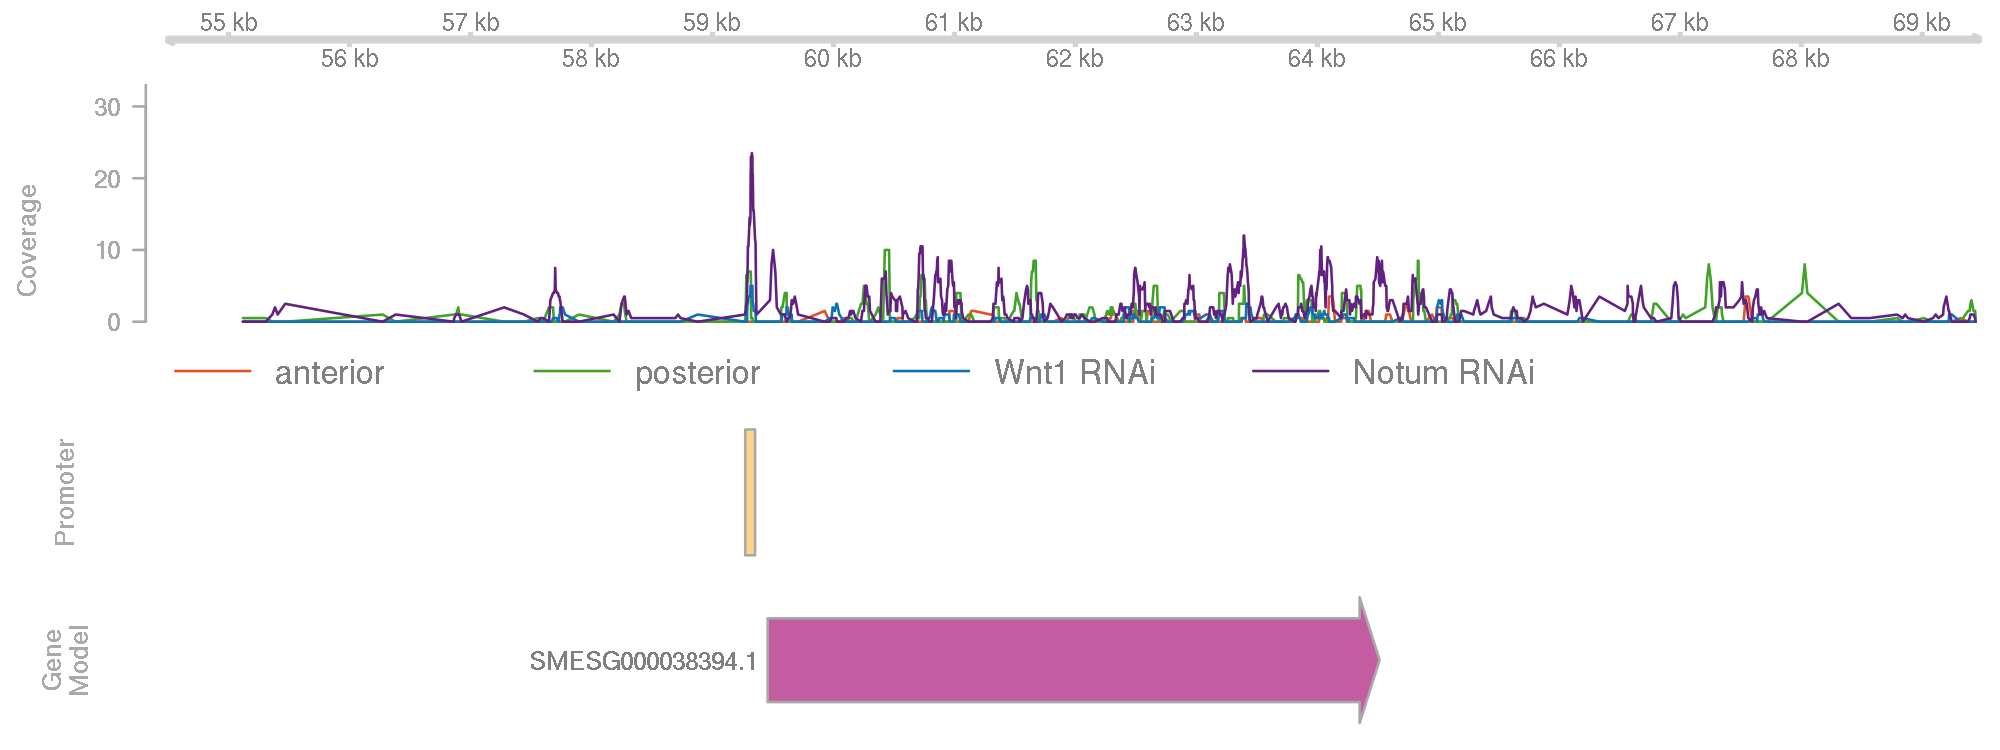 55 kb 57 kb 59 kb 61 kb 63 kb 65 kb 67 kb 69 kb
56 kb 58 kb 60 kb 62 kb 64 kb 66 kb 68 kb
Coverage
30
20
10
0
anterior posterior Wnt1 RNAi Notum RNAi
Promoter
Gene
Model
SMESG000038394.1